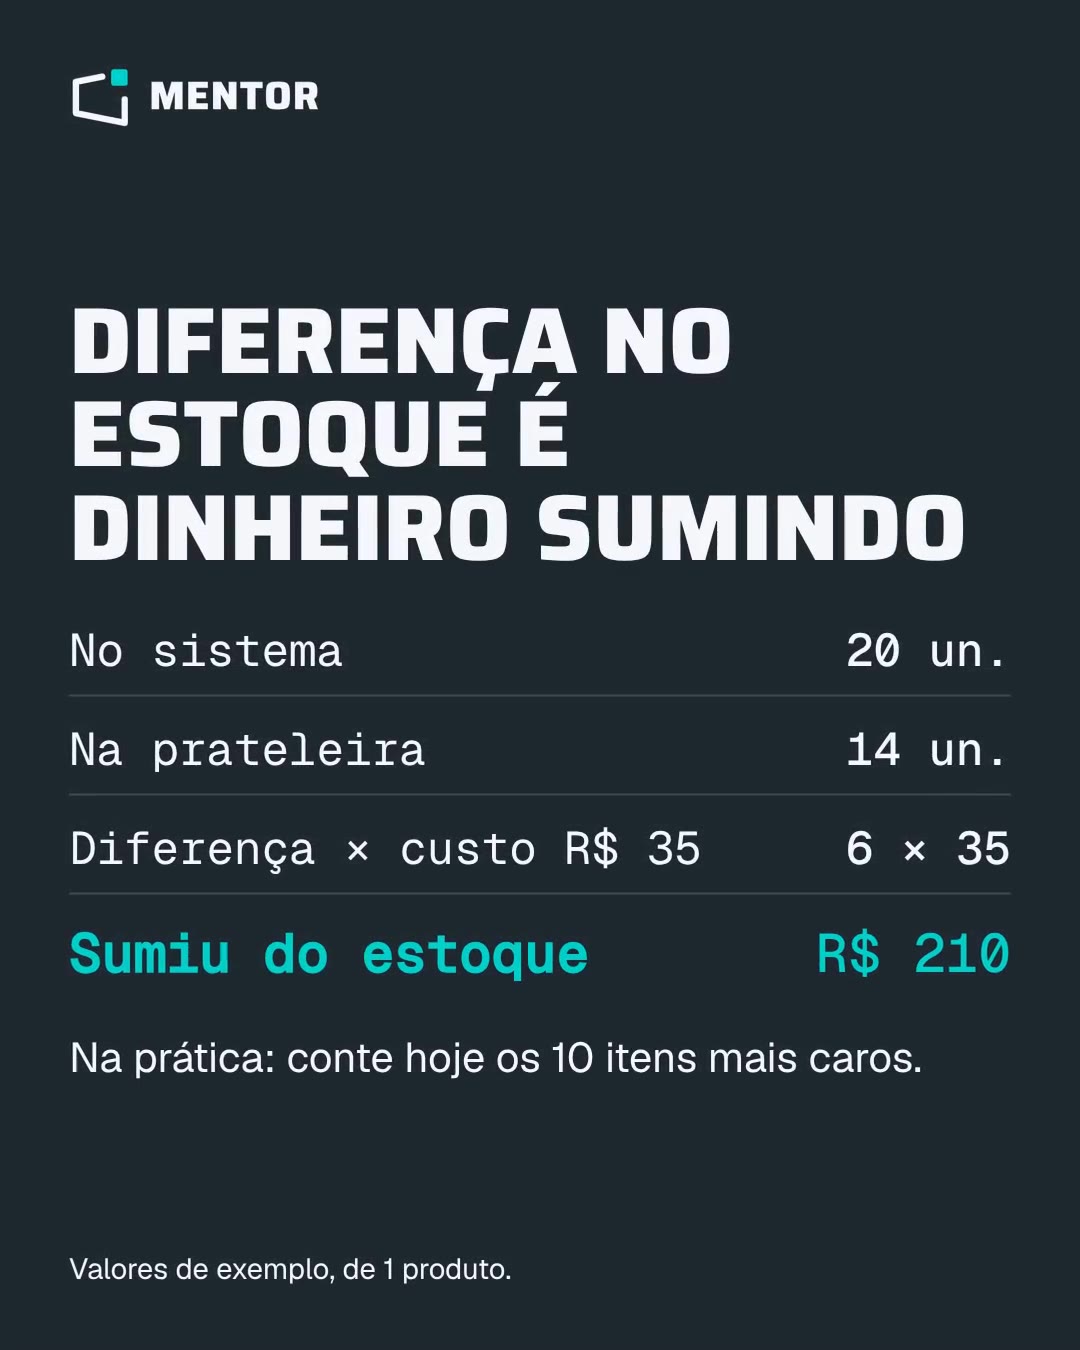 MENTOR
DIFERENÇA NO
ESTOQUE É
DINHEIRO SUMINDO
No sistema 20 un.
Na prateleira 14 un.
Diferença × custo R$ 35 6 × 35
Sumiu do estoque R$ 210
Na prática: conte hoje os 10 itens mais caros.
Valores de exemplo, de 1 produto.